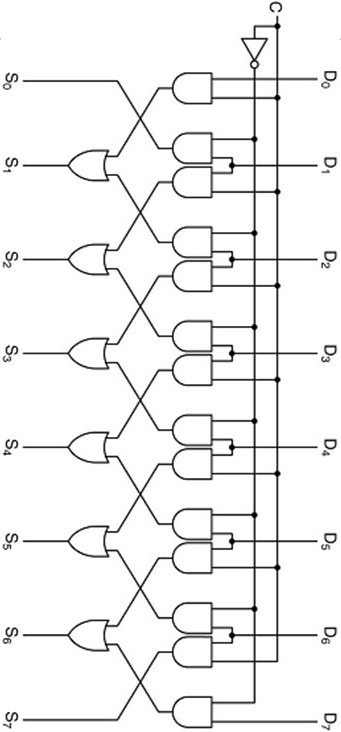 C
D₀ D₁ D₂ D₃ D₄ D₅ D₆ D₇
S₀ S₁ S₂ S₃ S₄ S₅ S₆ S₇